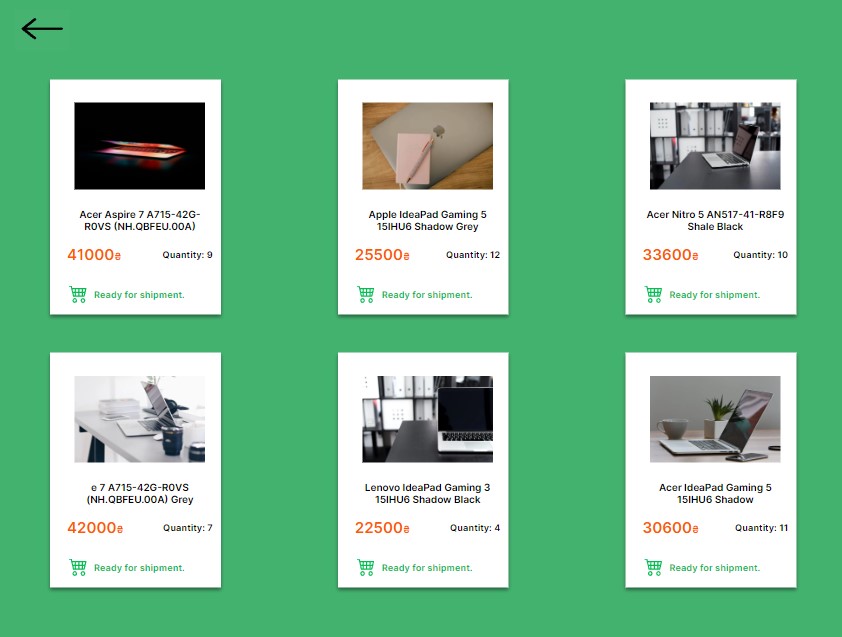 Acer Aspire 7 A715-42G-
R0VS (NH.QBFEU.00A)
41000₴
Quantity: 9
Ready for shipment.
Apple IdeaPad Gaming 5
15IHU6 Shadow Grey
25500₴
Quantity: 12
Ready for shipment.
Acer Nitro 5 AN517-41-R8F9
Shale Black
33600₴
Quantity: 10
Ready for shipment.
e 7 A715-42G-R0VS
(NH.QBFEU.00A) Grey
42000₴
Quantity: 7
Ready for shipment.
Lenovo IdeaPad Gaming 3
15IHU6 Shadow Black
22500₴
Quantity: 4
Ready for shipment.
Acer IdeaPad Gaming 5
15IHU6 Shadow
30600₴
Quantity: 11
Ready for shipment.